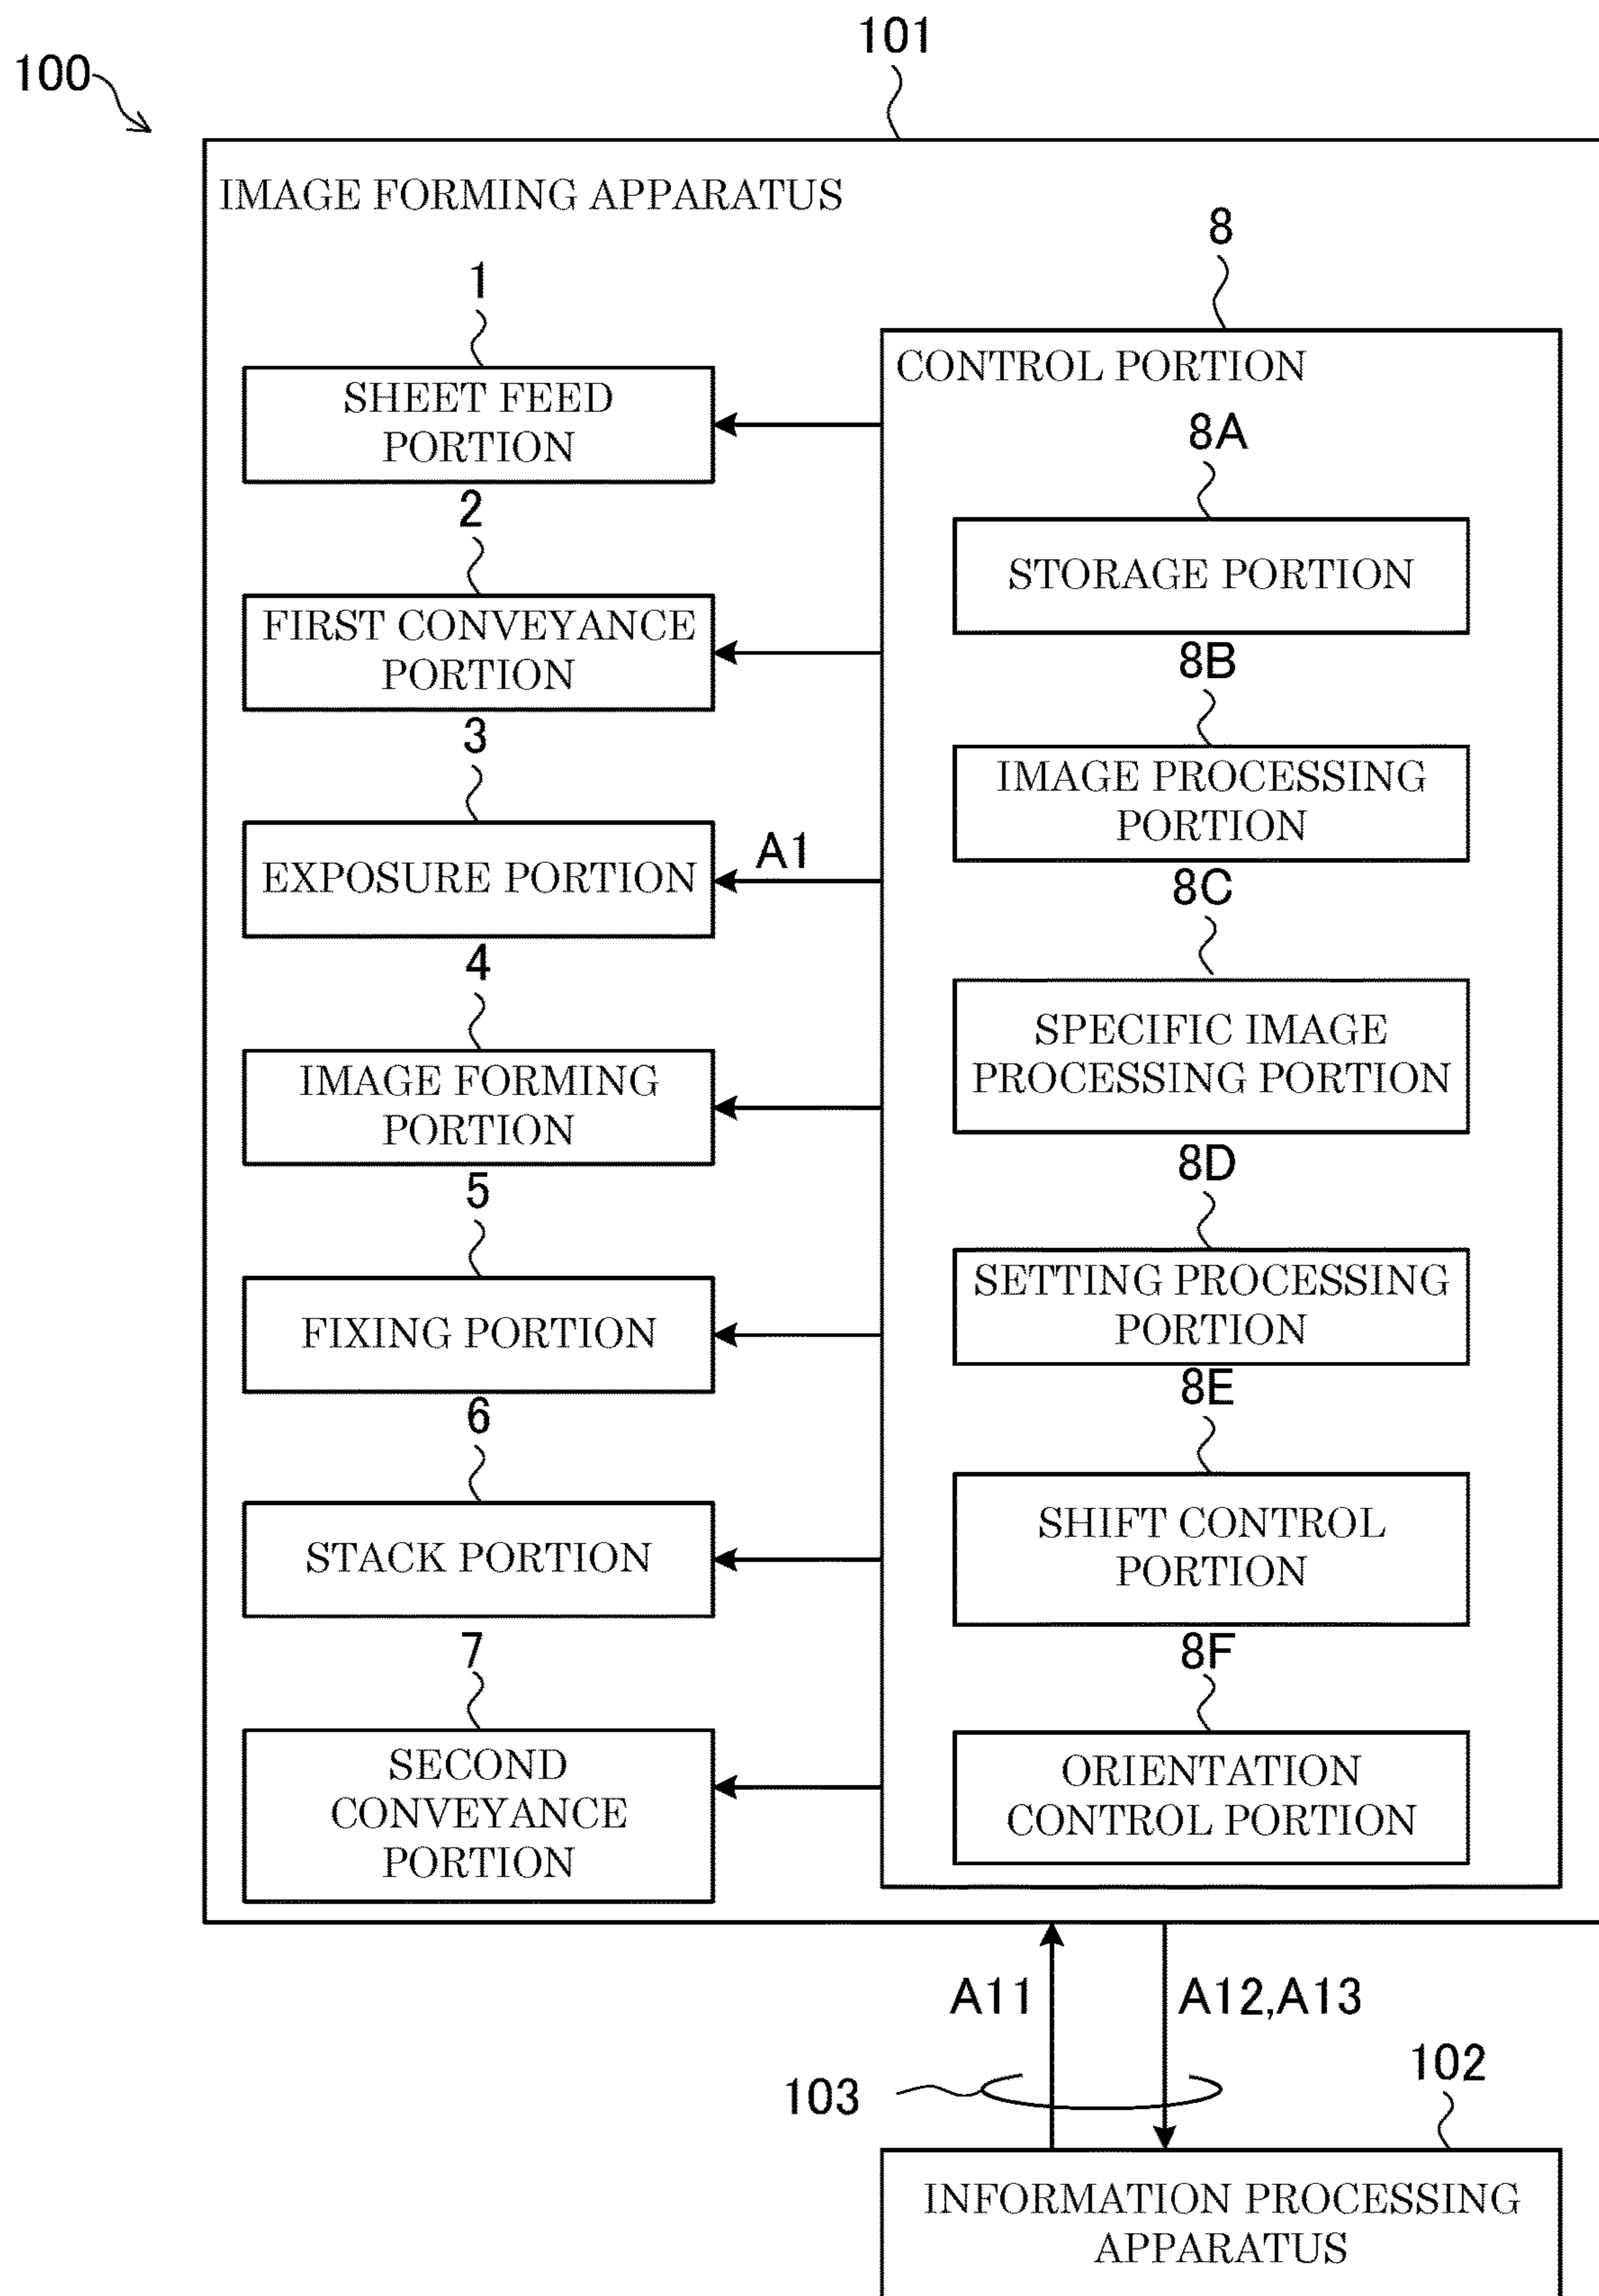 101
100
IMAGE FORMING APPARATUS
8
1
CONTROL PORTION
SHEET FEED
PORTION
8A
2
STORAGE PORTION
FIRST CONVEYANCE
PORTION
8B
3
IMAGE PROCESSING
PORTION
A1
EXPOSURE PORTION
8C
4
SPECIFIC IMAGE
PROCESSING PORTION
IMAGE FORMING
PORTION
8D
5
SETTING PROCESSING
PORTION
FIXING PORTION
8E
6
SHIFT CONTROL
PORTION
STACK PORTION
8F
7
SECOND
CONVEYANCE
PORTION
ORIENTATION
CONTROL PORTION
A11
A12,A13
102
103
INFORMATION PROCESSING
APPARATUS